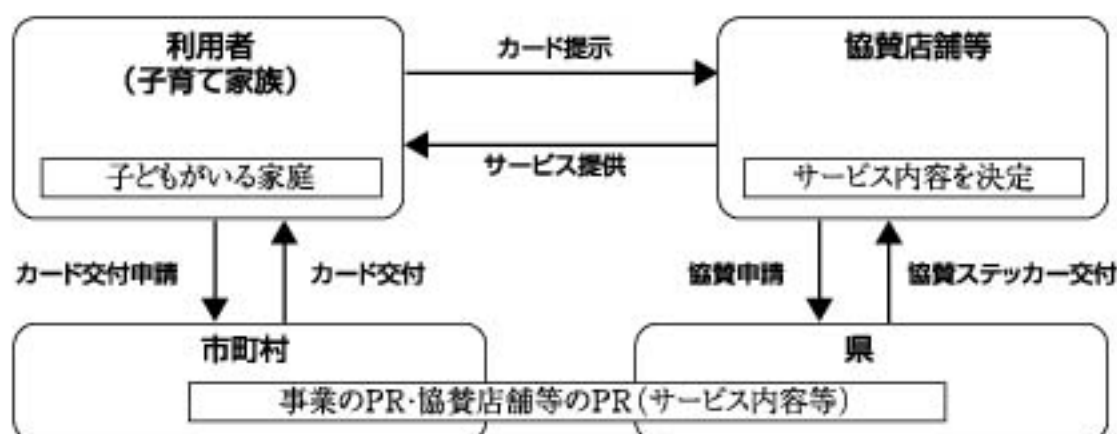 利用者
（子育て家族）
子どもがいる家庭
カード提示
サービス提供
協賛店舗等
サービス内容を決定
カード交付申請
カード交付
協賛申請
協賛ステッカー交付
市町村
県
事業のPR・協賛店舗等のPR（サービス内容等）